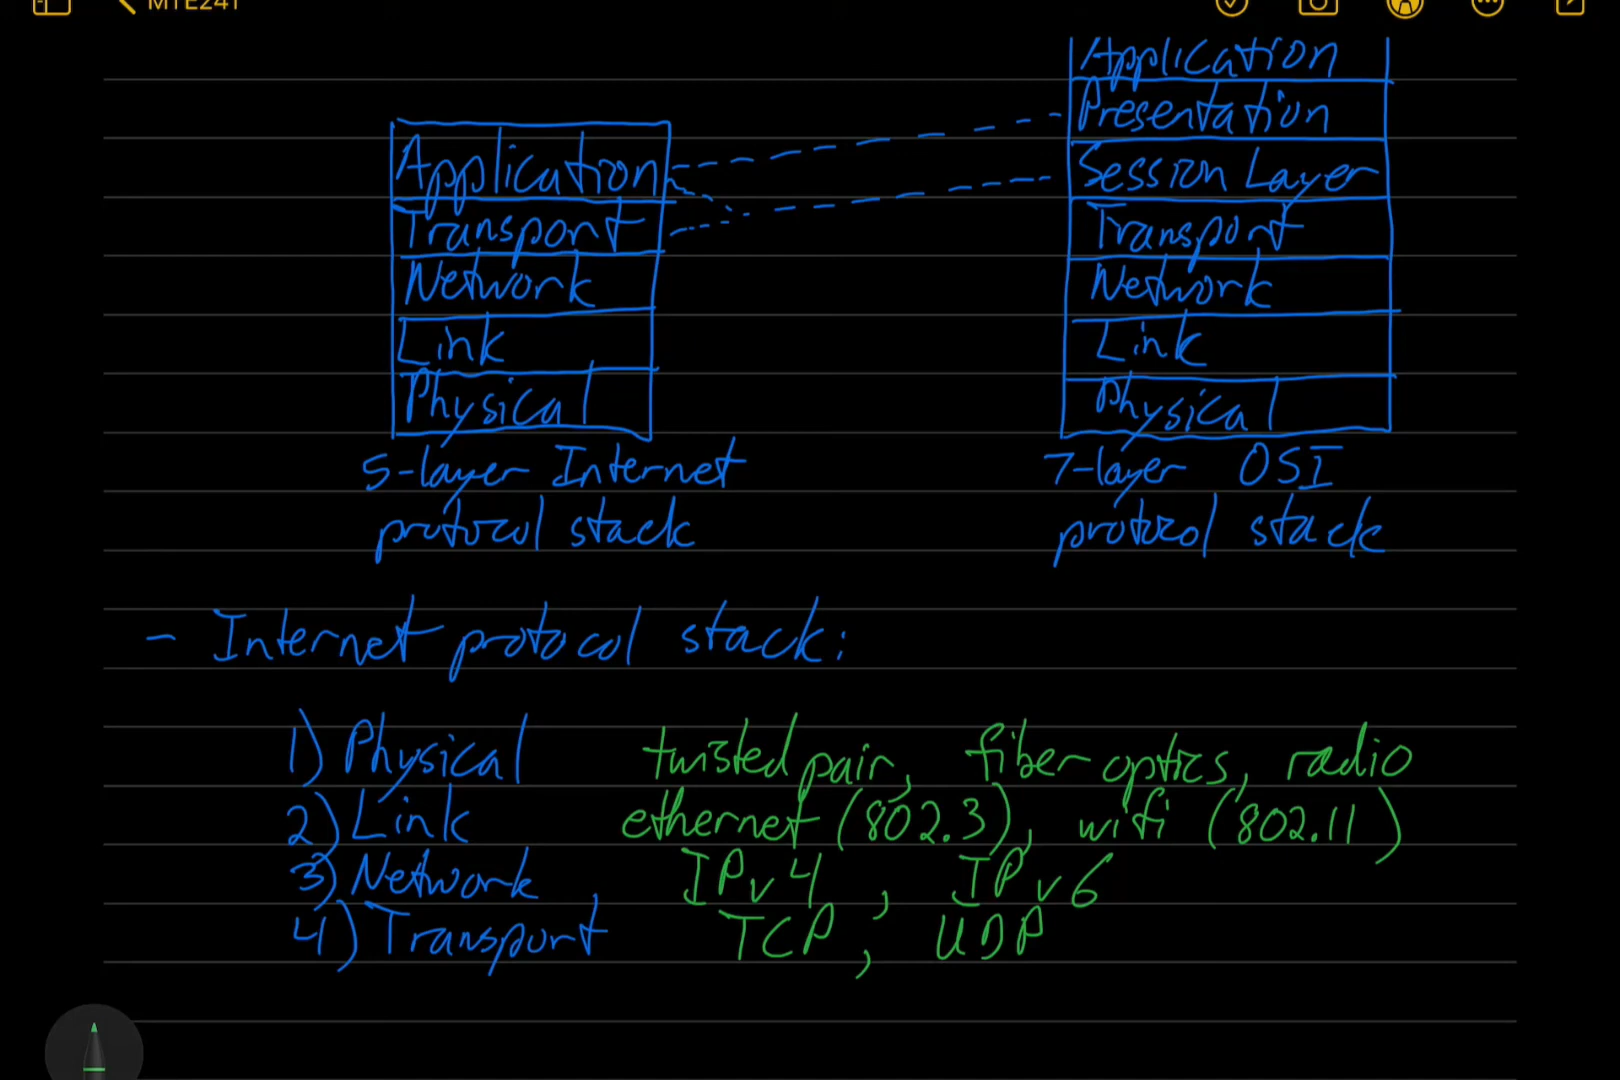 MTE241
Application
Presentation
Session Layer
Transport
Network
Link
Physical
7-layer OSI
protocol stack
Application
Transport
Network
Link
Physical
5-layer Internet
protocol stack
- Internet protocol stack:
1) Physical twisted pair, fiber optics, radio
2) Link ethernet (802.3), wifi (802.11)
3) Network IPv4, IPv6
4) Transport TCP, UDP